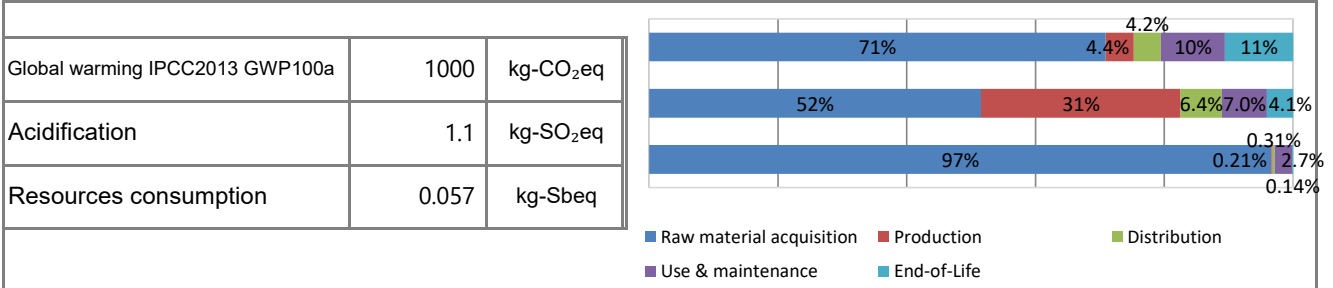 4.2%
Global warming IPCC2013 GWP100a 1000 kg-CO₂eq 71% 4.4% 10% 11%
Acidification 1.1 kg-SO₂eq 52% 31% 6.4% 7.0% 4.1%
0.31%
Resources consumption 0.057 kg-Sbeq 97% 0.21% 2.7%
0.14%
Raw material acquisition Production Distribution
Use & maintenance End-of-Life